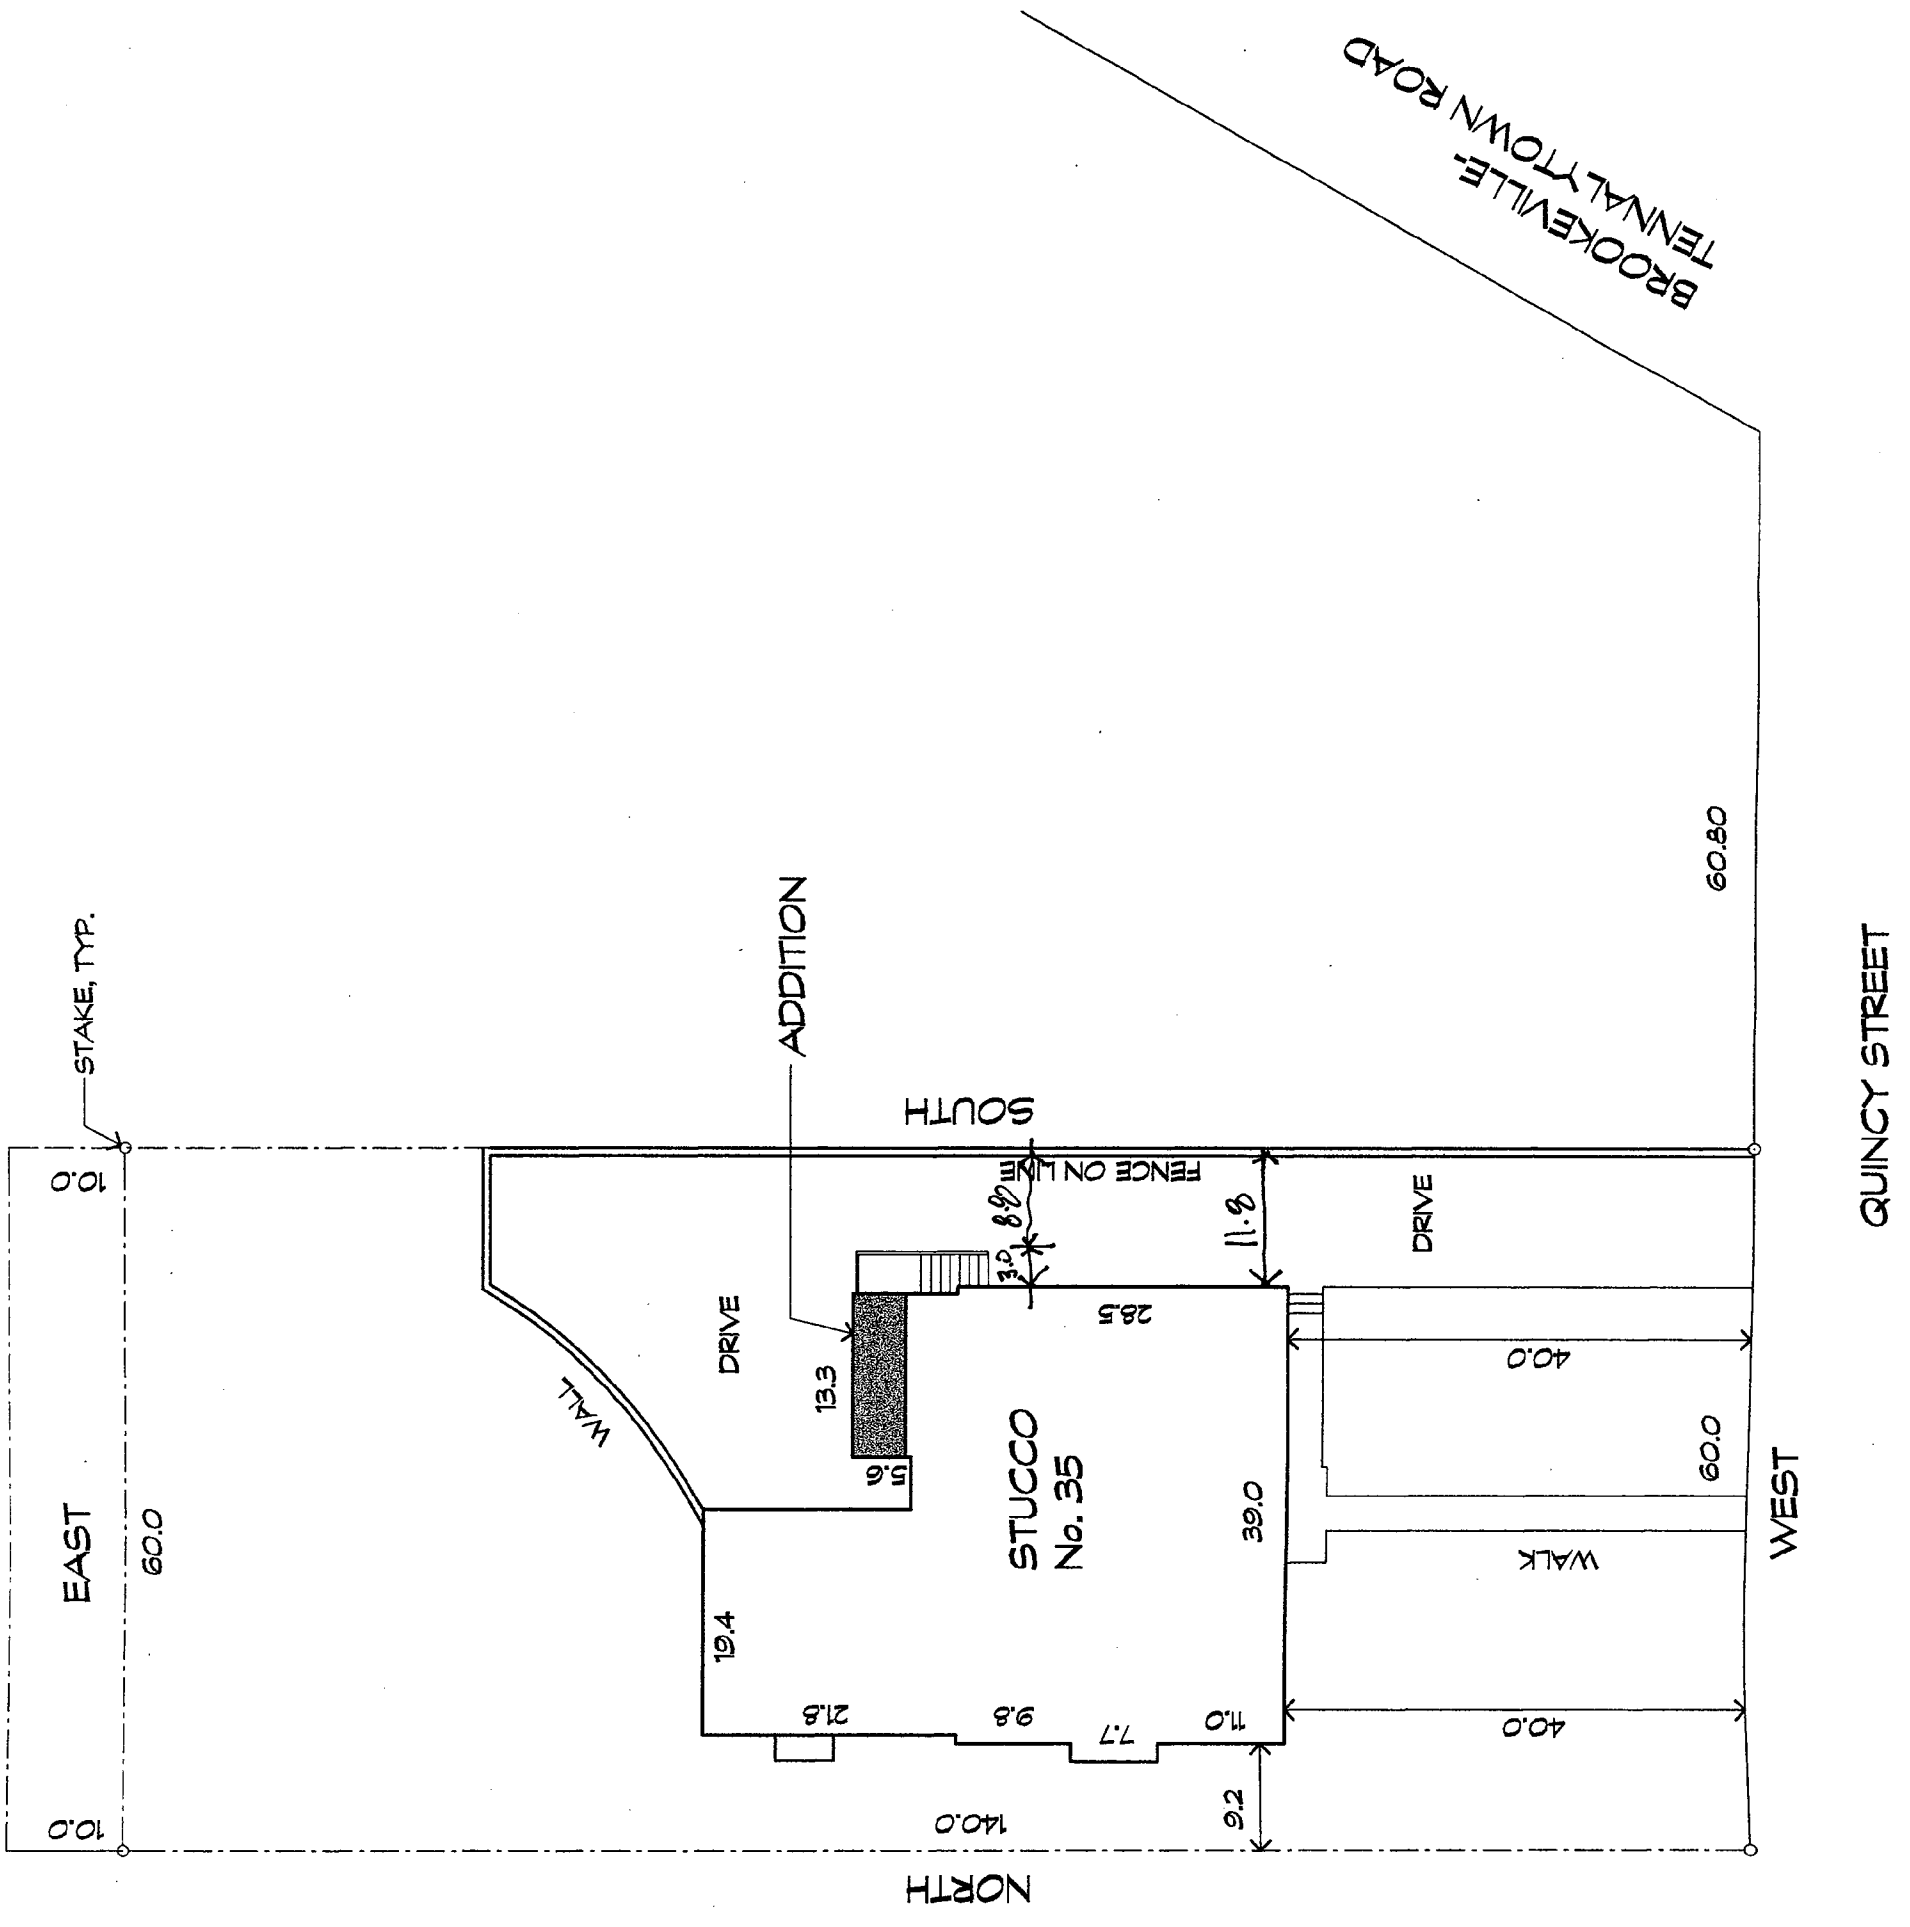 BROOKEVILLE-
TENNALYTOWN ROAD
STAKE, TYP.
10.0
EAST
60.0
10.0
ADDITION
SOUTH
FENCE ON LINE
8.8
3.0
11.8
DRIVE
DRIVE
WALL
13.3
5.6
28.5
STUCCO
No. 35
39.0
19.4
21.8
9.8
7.7
11.0
40.0
40.0
WALK
60.0
60.80
WEST
QUINCY STREET
9.2
140.0
NORTH